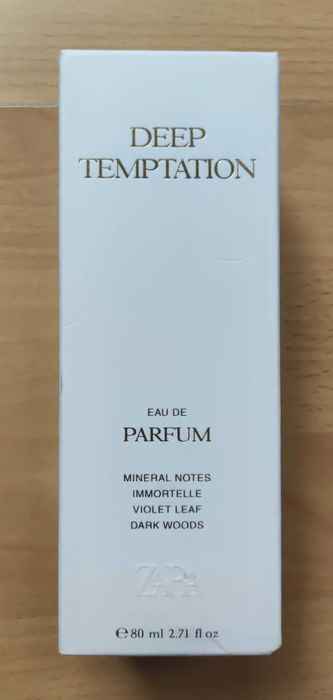 DEEP
TEMPTATION
EAU DE
PARFUM
MINERAL NOTES
IMMORTELLE
VIOLET LEAF
DARK WOODS
ZARA
℮80 ml 2.71 fl oz